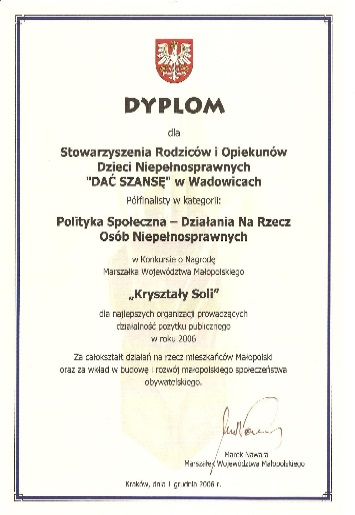 DYPLOM
dla
Stowarzyszenia Rodziców i Opiekunów
Dzieci Niepełnosprawnych
"DAĆ SZANSĘ" w Wadowicach
Półfinalisty w kategorii:
Polityka Społeczna – Działania Na Rzecz
Osób Niepełnosprawnych
w Konkursie o Nagrodę
Marszałka Województwa Małopolskiego
„Kryształy Soli”
dla najlepszych organizacji prowadzących
działalność pożytku publicznego
w roku 2006
Za całokształt działań na rzecz mieszkańców Małopolski
oraz za wkład w budowę i rozwój małopolskiego społeczeństwa
obywatelskiego.
Marek Nawara
Marszałek Województwa Małopolskiego
Kraków, dnia 1 grudnia 2006 r.